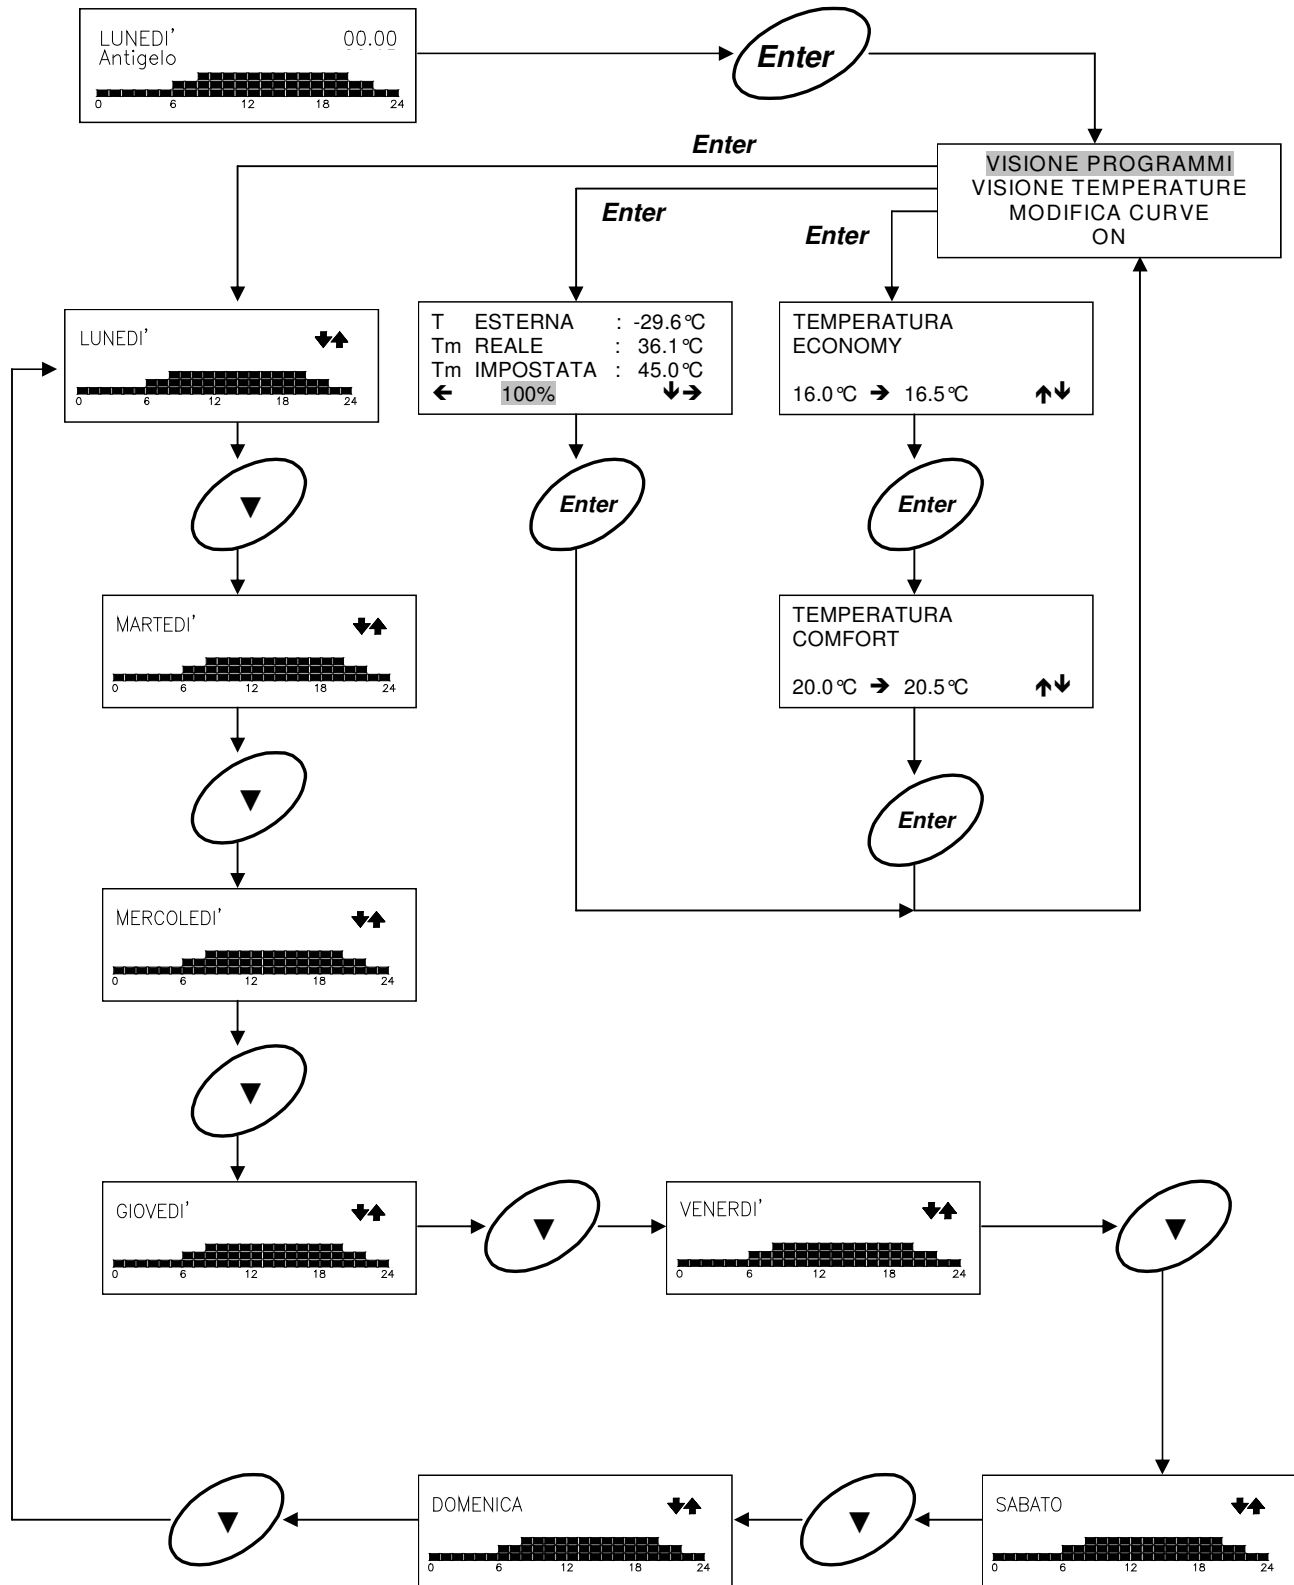 LUNEDI' 00.00
Antigelo
0 6 12 18 24
Enter
Enter
VISIONE PROGRAMMI
VISIONE TEMPERATURE
MODIFICA CURVE
ON
Enter
Enter
LUNEDI'
0 6 12 18 24
T ESTERNA : -29.6°C
Tm REALE : 36.1°C
Tm IMPOSTATA : 45.0°C
← 100% ↓→
TEMPERATURA
ECONOMY
16.0°C → 16.5°C ↑↓
▼
Enter
Enter
MARTEDI'
0 6 12 18 24
TEMPERATURA
COMFORT
20.0°C → 20.5°C ↑↓
▼
Enter
MERCOLEDI'
0 6 12 18 24
▼
GIOVEDI'
0 6 12 18 24
▼
VENERDI'
0 6 12 18 24
▼
▼
DOMENICA
0 6 12 18 24
▼
SABATO
0 6 12 18 24